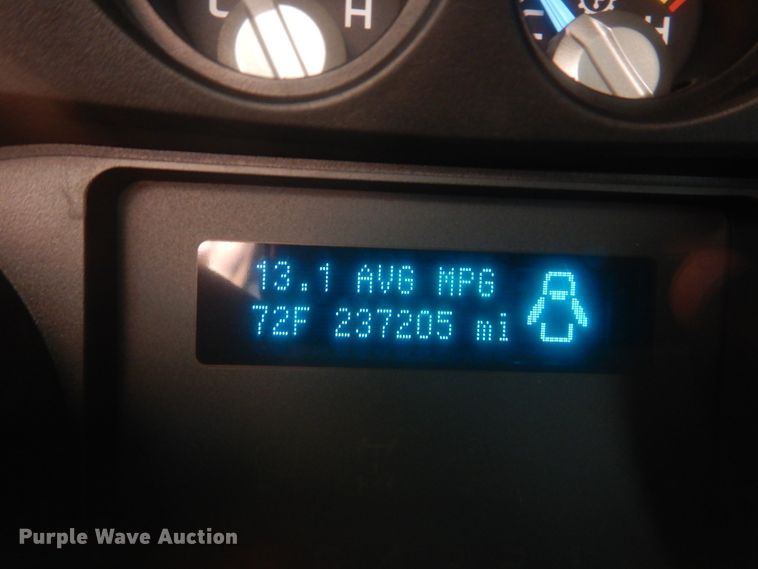 C H
H
13.1 AVG MPG
72F 237205 mi
Purple Wave Auction